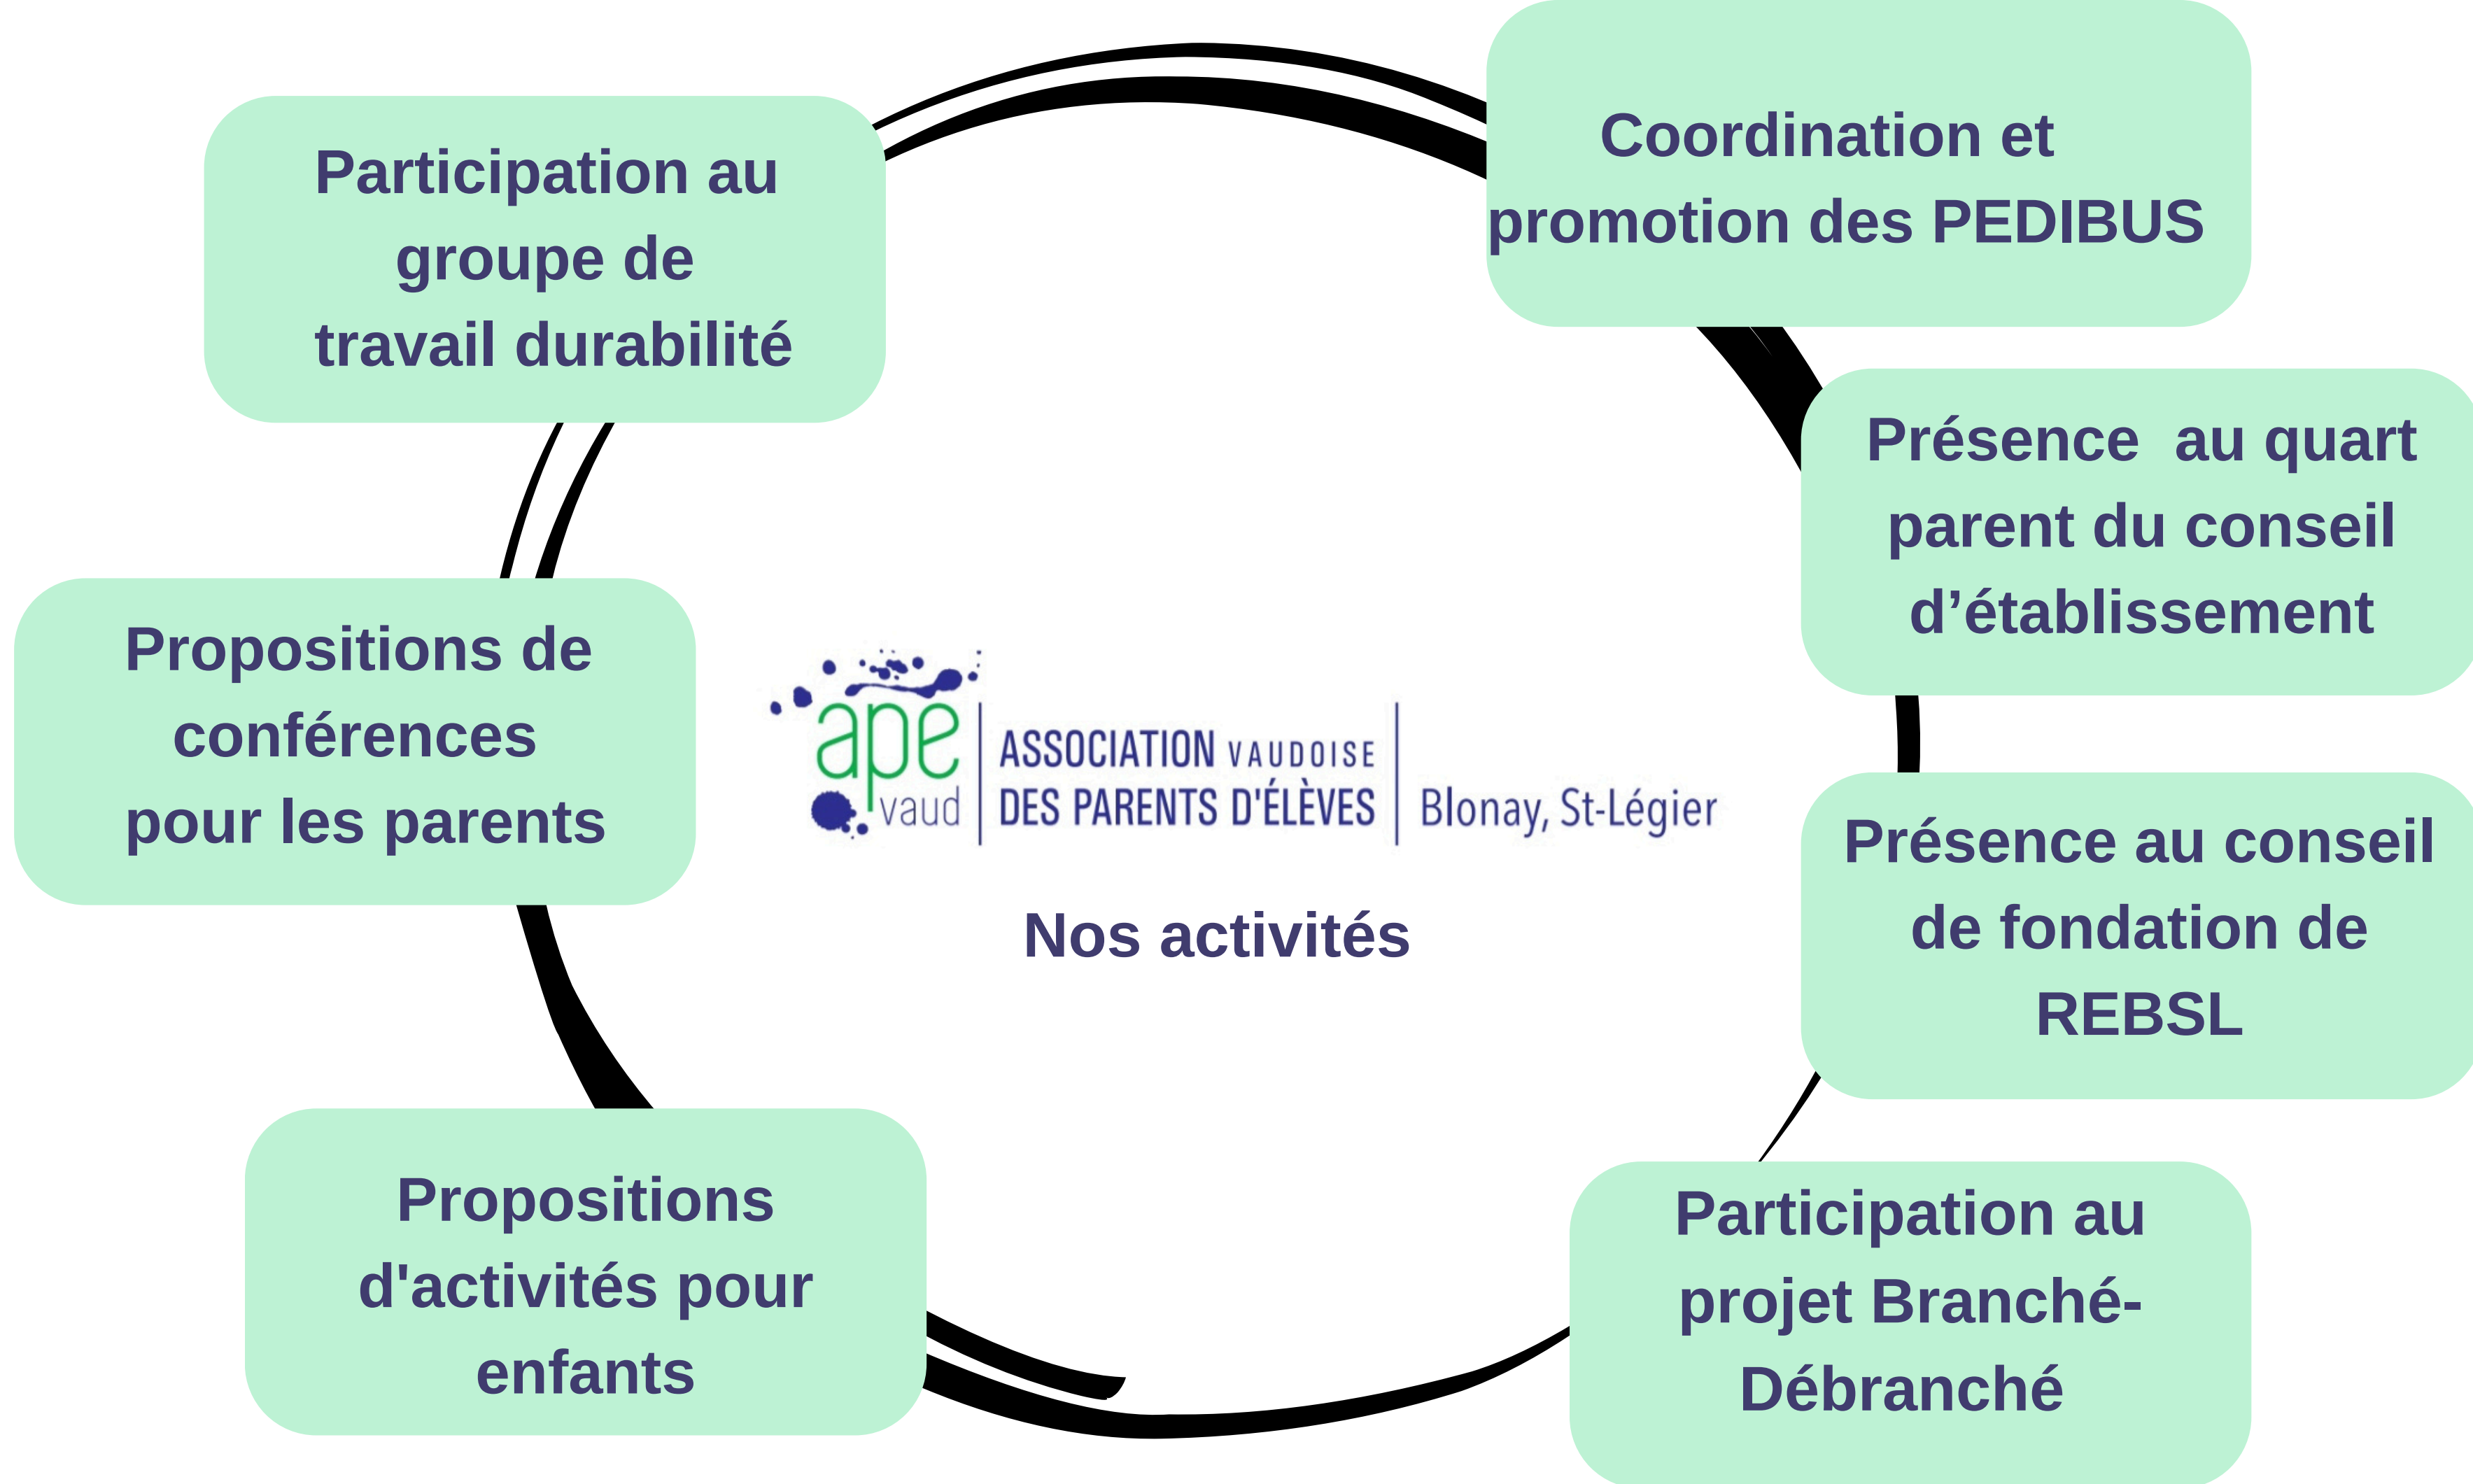 Coordination et
promotion des PEDIBUS
Participation au
groupe de
travail durabilité
Présence  au quart
parent du conseil
d’établissement
Propositions de
conférences
pour les parents
ape
vaud
ASSOCIATION VAUDOISE
DES PARENTS D'ÉLÈVES
Blonay, St-Légier
Nos activités
Présence au conseil
de fondation de
REBSL
Propositions
d'activités pour
enfants
Participation au
projet Branché-
Débranché